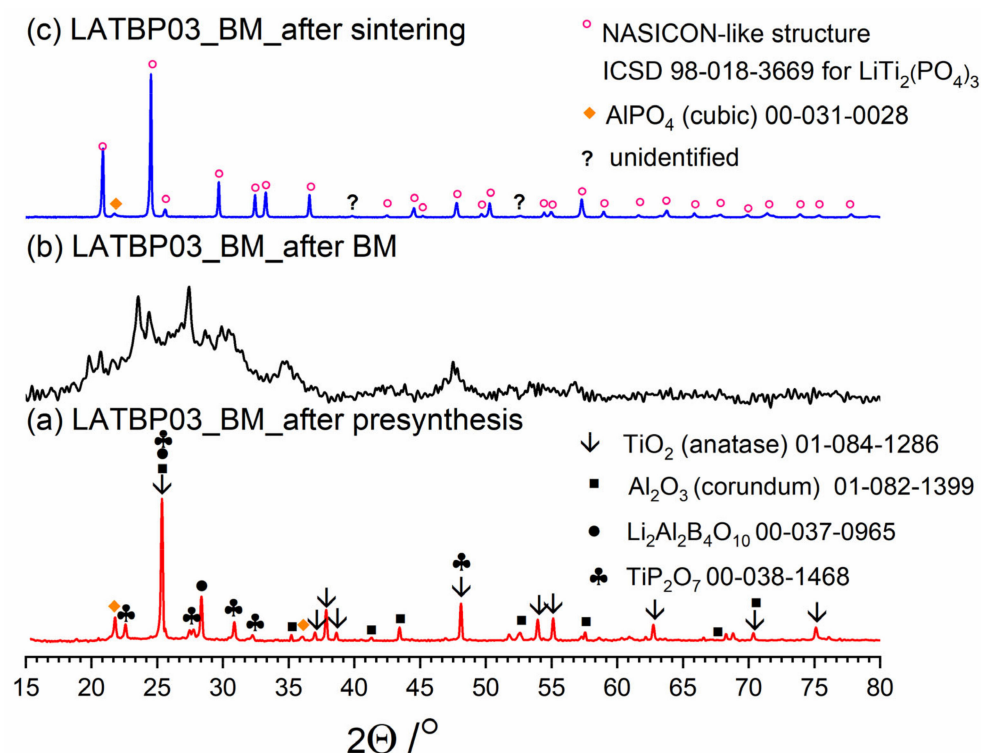 (c) LATBP03_BM_after sintering
NASICON-like structure
ICSD 98-018-3669 for LiTi₂(PO₄)₃
AlPO₄ (cubic) 00-031-0028
? unidentified
? ?
(b) LATBP03_BM_after BM
(a) LATBP03_BM_after presynthesis
TiO₂ (anatase) 01-084-1286
Al₂O₃ (corundum) 01-082-1399
Li₂Al₂B₄O₁₀ 00-037-0965
TiP₂O₇ 00-038-1468
15 20 25 30 35 40 45 50 55 60 65 70 75 80
2Θ /°